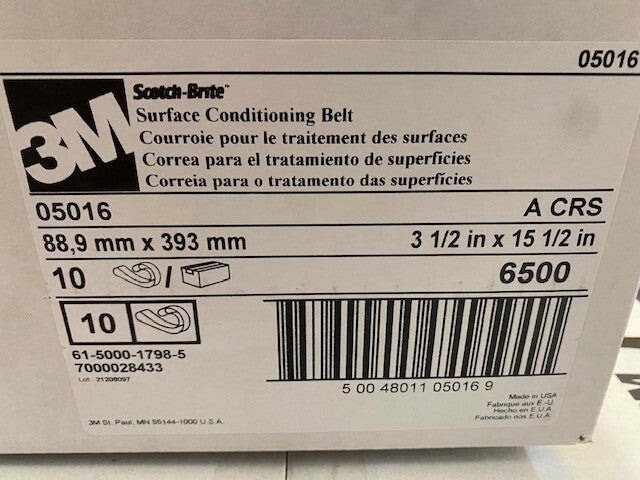 05016
3M
Scotch-Brite™
Surface Conditioning Belt
Courroie pour le traitement des surfaces
Correa para el tratamiento de superficies
Correia para o tratamento das superfícies
05016 A CRS
88,9 mm x 393 mm 3 1/2 in x 15 1/2 in
10 / 6500
10
61-5000-1798-5
7000028433
Lot: 21208097
5 00 48011 05016 9
Made in USA
Fabriqué aux E.-U.
Hecho en E.U.A.
Fabricado nos E.U.A.
3M St. Paul, MN 55144-1000 U.S.A.